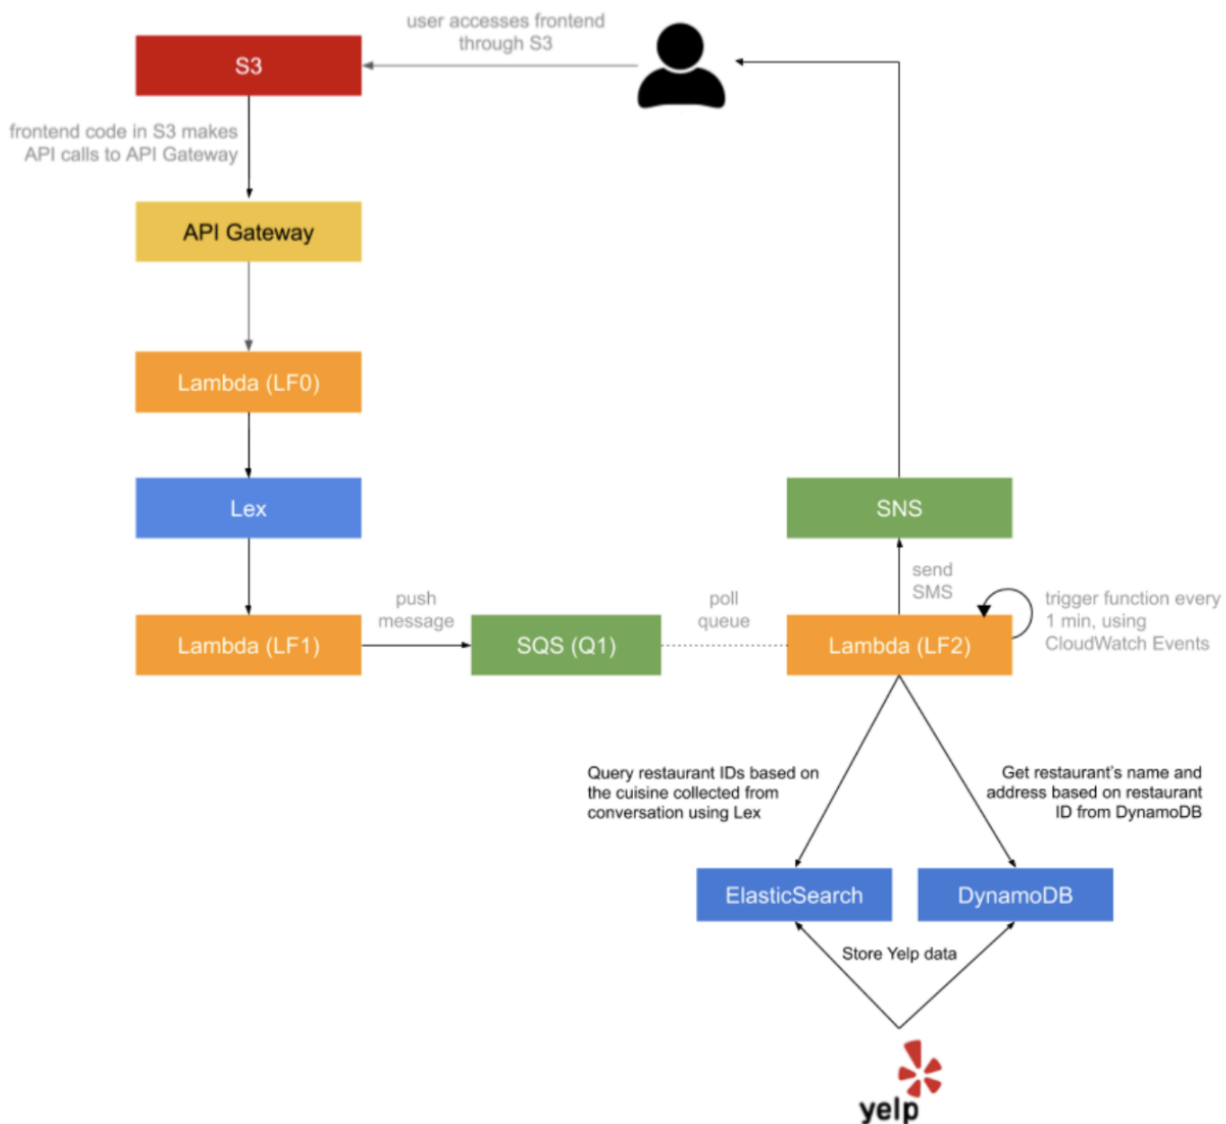 user accesses frontend
through S3
S3
frontend code in S3 makes
API calls to API Gateway
API Gateway
Lambda (LF0)
Lex
SNS
send
SMS
push
message
poll
queue
trigger function every
1 min, using
CloudWatch Events
Lambda (LF1)
SQS (Q1)
Lambda (LF2)
Query restaurant IDs based on
the cuisine collected from
conversation using Lex
Get restaurant's name and
address based on restaurant
ID from DynamoDB
ElasticSearch
DynamoDB
Store Yelp data
yelp